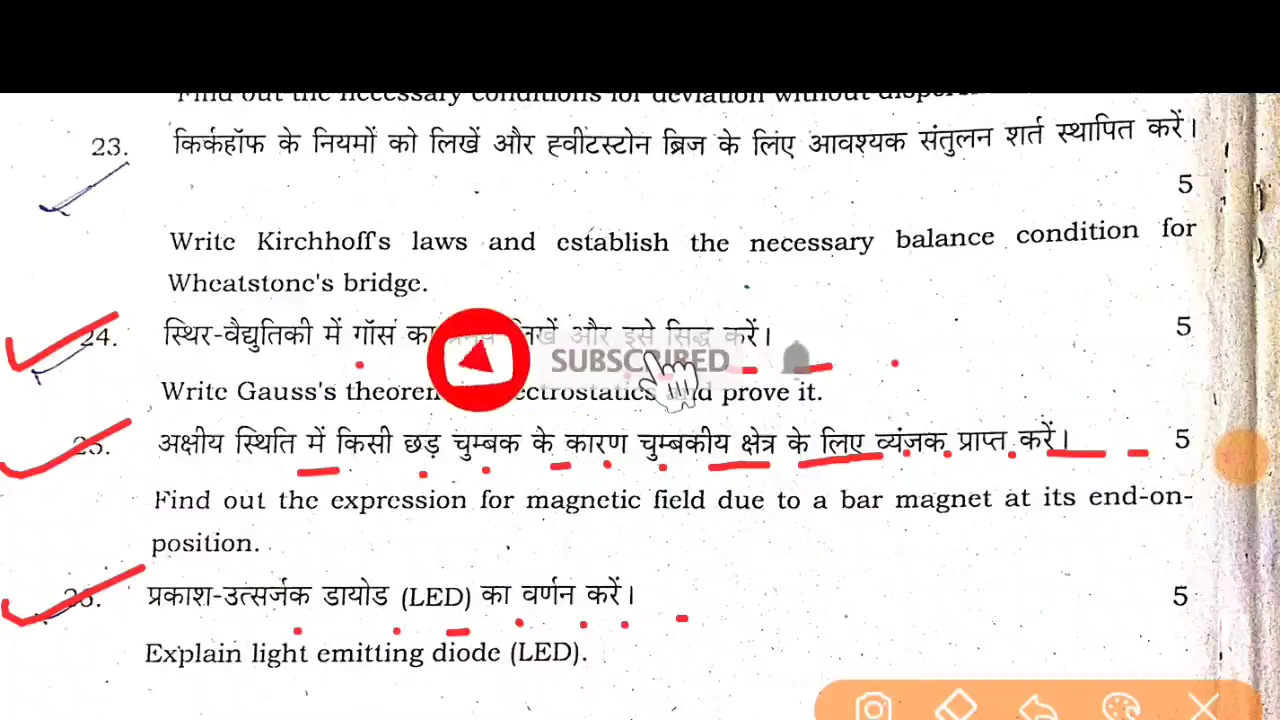 Find out the necessary conditions for deviation without
23. किर्कहॉफ के नियमों को लिखें और ह्वीटस्टोन ब्रिज के लिए आवश्यक संतुलन शर्त स्थापित करें।
5
Write Kirchhoff's laws and establish the necessary balance condition for
Wheatstone's bridge.
24. स्थिर-वैद्युतिकी में गॉस का लिखें और इसे सिद्ध करें। 5
SUBSCRIBED
Write Gauss's theorem electrostatics and prove it.
25. अक्षीय स्थिति में किसी छड़ चुम्बक के कारण चुम्बकीय क्षेत्र के लिए व्यंजक प्राप्त करें। 5
Find out the expression for magnetic field due to a bar magnet at its end-on-
position.
26. प्रकाश-उत्सर्जक डायोड (LED) का वर्णन करें। 5
Explain light emitting diode (LED).